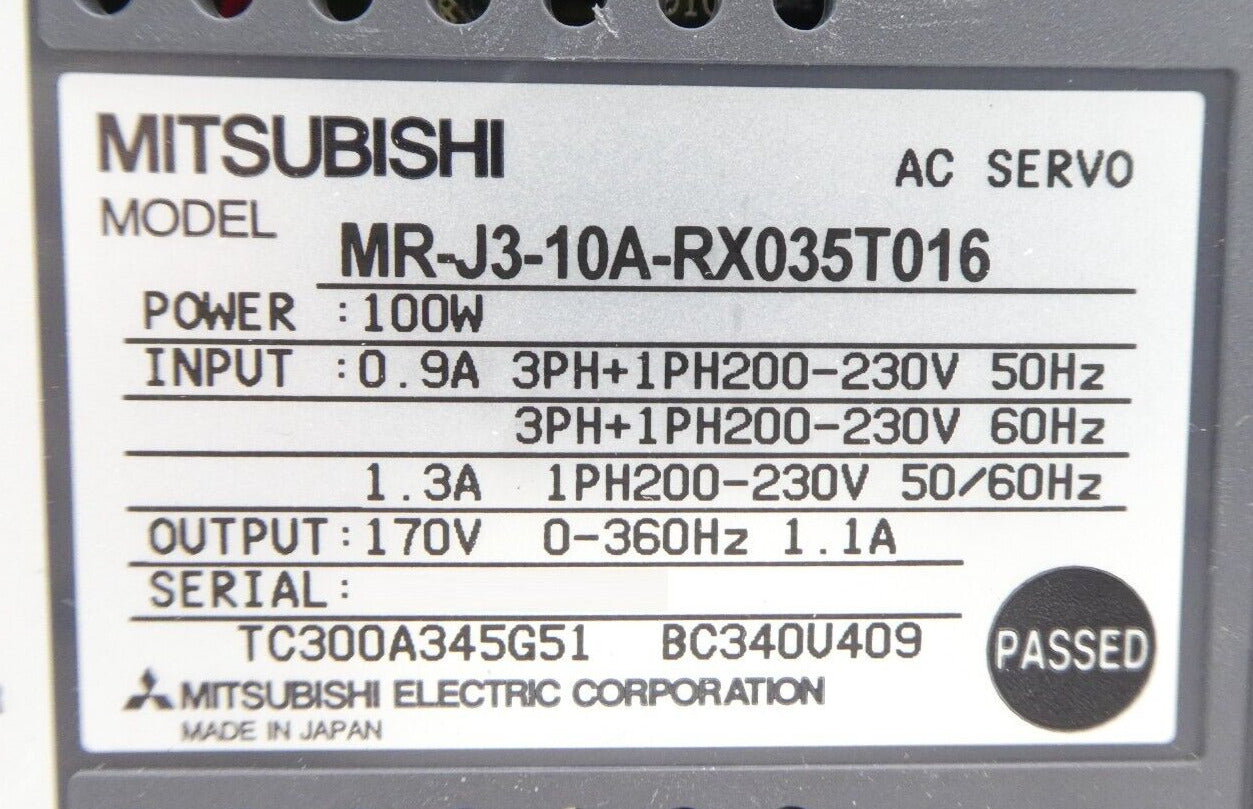 MITSUBISHI
AC SERVO
MODEL MR-J3-10A-RX035T016
POWER :100W
INPUT :0.9A 3PH+1PH200-230V 50Hz
3PH+1PH200-230V 60Hz
1.3A 1PH200-230V 50/60Hz
OUTPUT:170V 0-360Hz 1.1A
SERIAL:
TC300A345G51 BC340U409
PASSED
MITSUBISHI ELECTRIC CORPORATION
MADE IN JAPAN